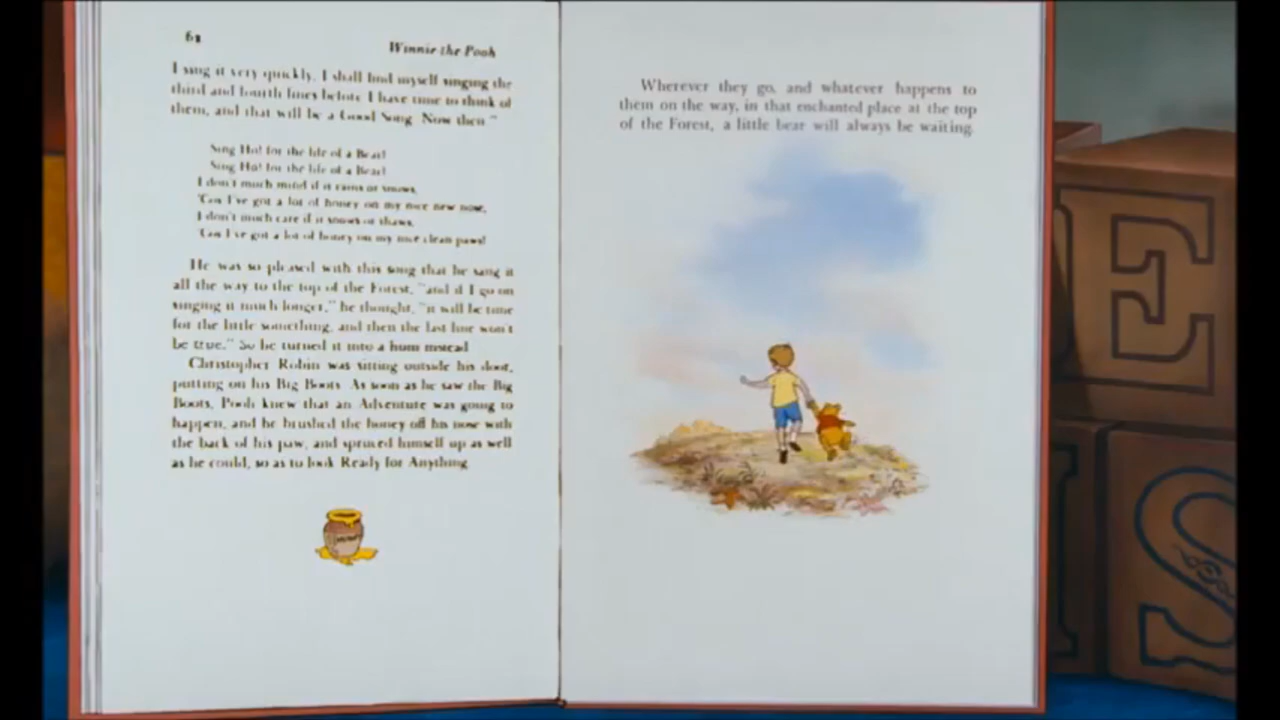 61
Winnie-the-Pooh
I sing it very quickly, I shall find myself singing the
third and fourth lines before I have time to think of
them, and that will be a Good Song. Now then."
Sing Ho! for the life of a Bear!
Sing Ho! for the life of a Bear!
I don't much mind if it rains or snows,
'Cos I've got a lot of honey on my nice new nose,
I don't much care if it snows or thaws,
'Cos I've got a lot of honey on my nice clean paws!
He was so pleased with this song that he sang it
all the way to the top of the Forest, "and if I go on
singing it much longer," he thought, "it will be time
for the little something, and then the last line won't
be true." So he turned it into a hum instead.
Christopher Robin was sitting outside his door,
putting on his Big Boots. As soon as he saw the Big
Boots, Pooh knew that an Adventure was going to
happen, and he brushed the honey off his nose with
the back of his paw, and spruced himself up as well
as he could, so as to look Ready for Anything.
Wherever they go, and whatever happens to
them on the way, in that enchanted place at the top
of the Forest, a little bear will always be waiting.
E
S